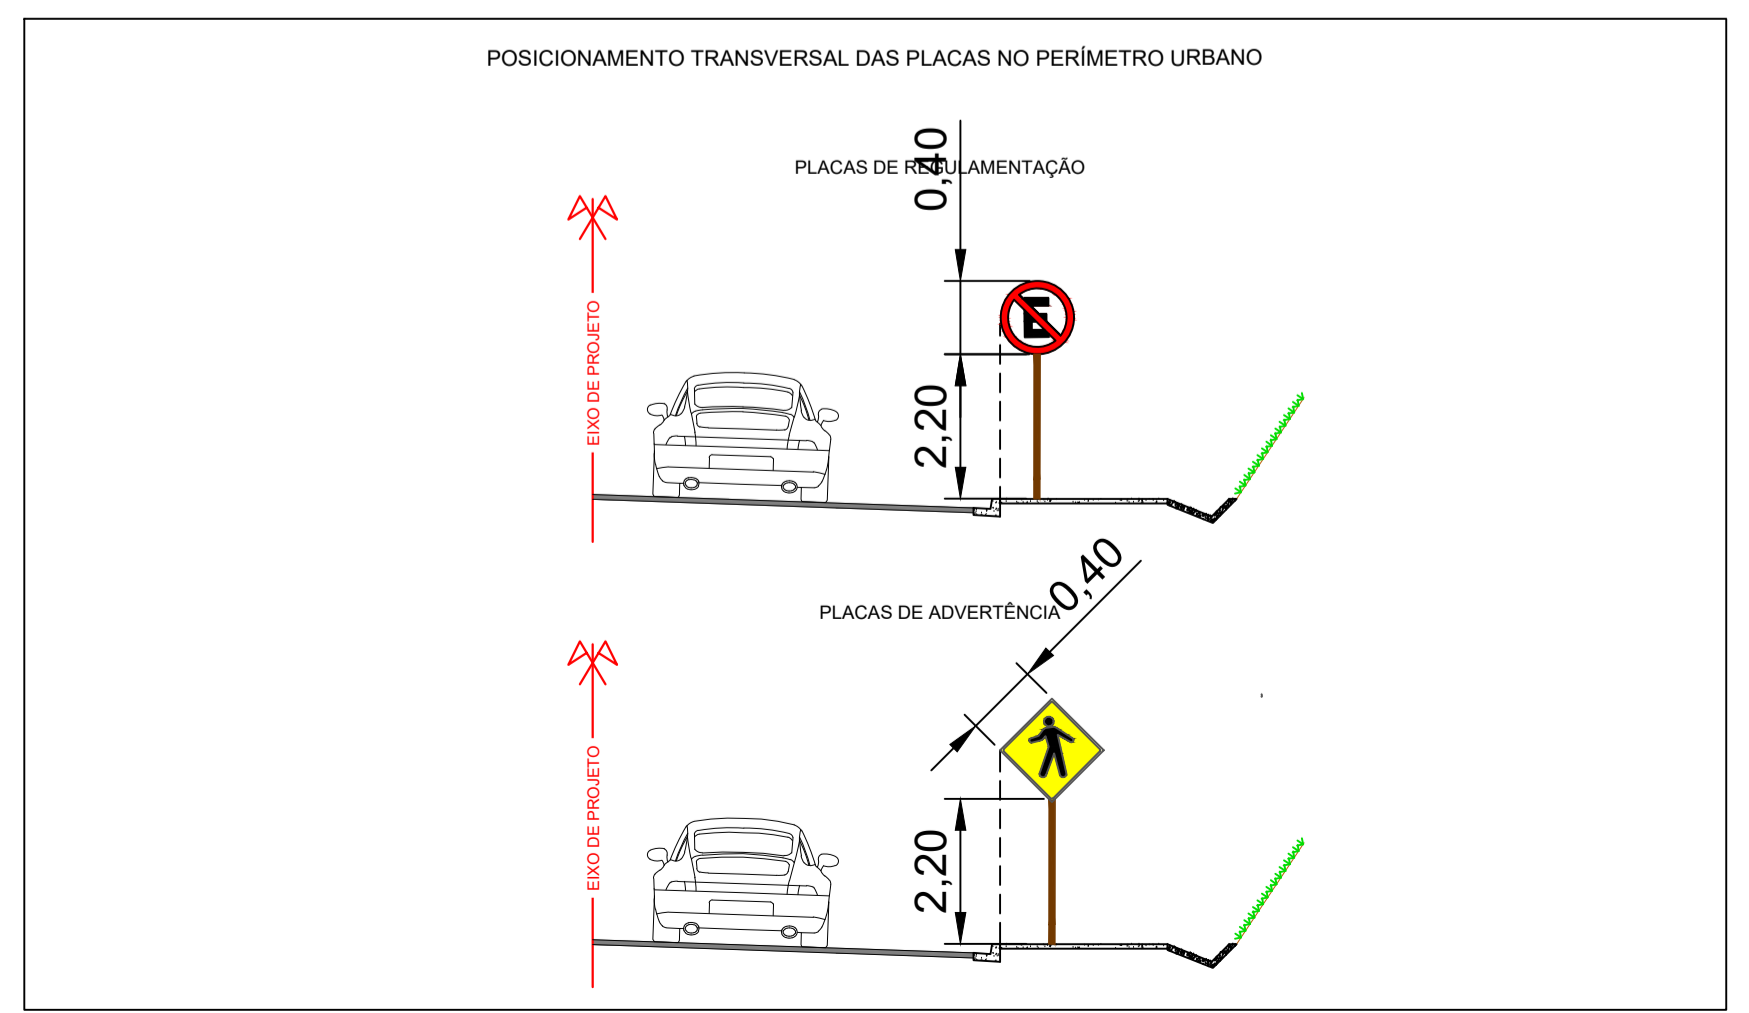 POSICIONAMENTO TRANSVERSAL DAS PLACAS NO PERÍMETRO URBANO
PLACAS DE REGULAMENTAÇÃO
0,40
E
EIXO DE PROJETO
2,20
PLACAS DE ADVERTÊNCIA
0,40
EIXO DE PROJETO
2,20